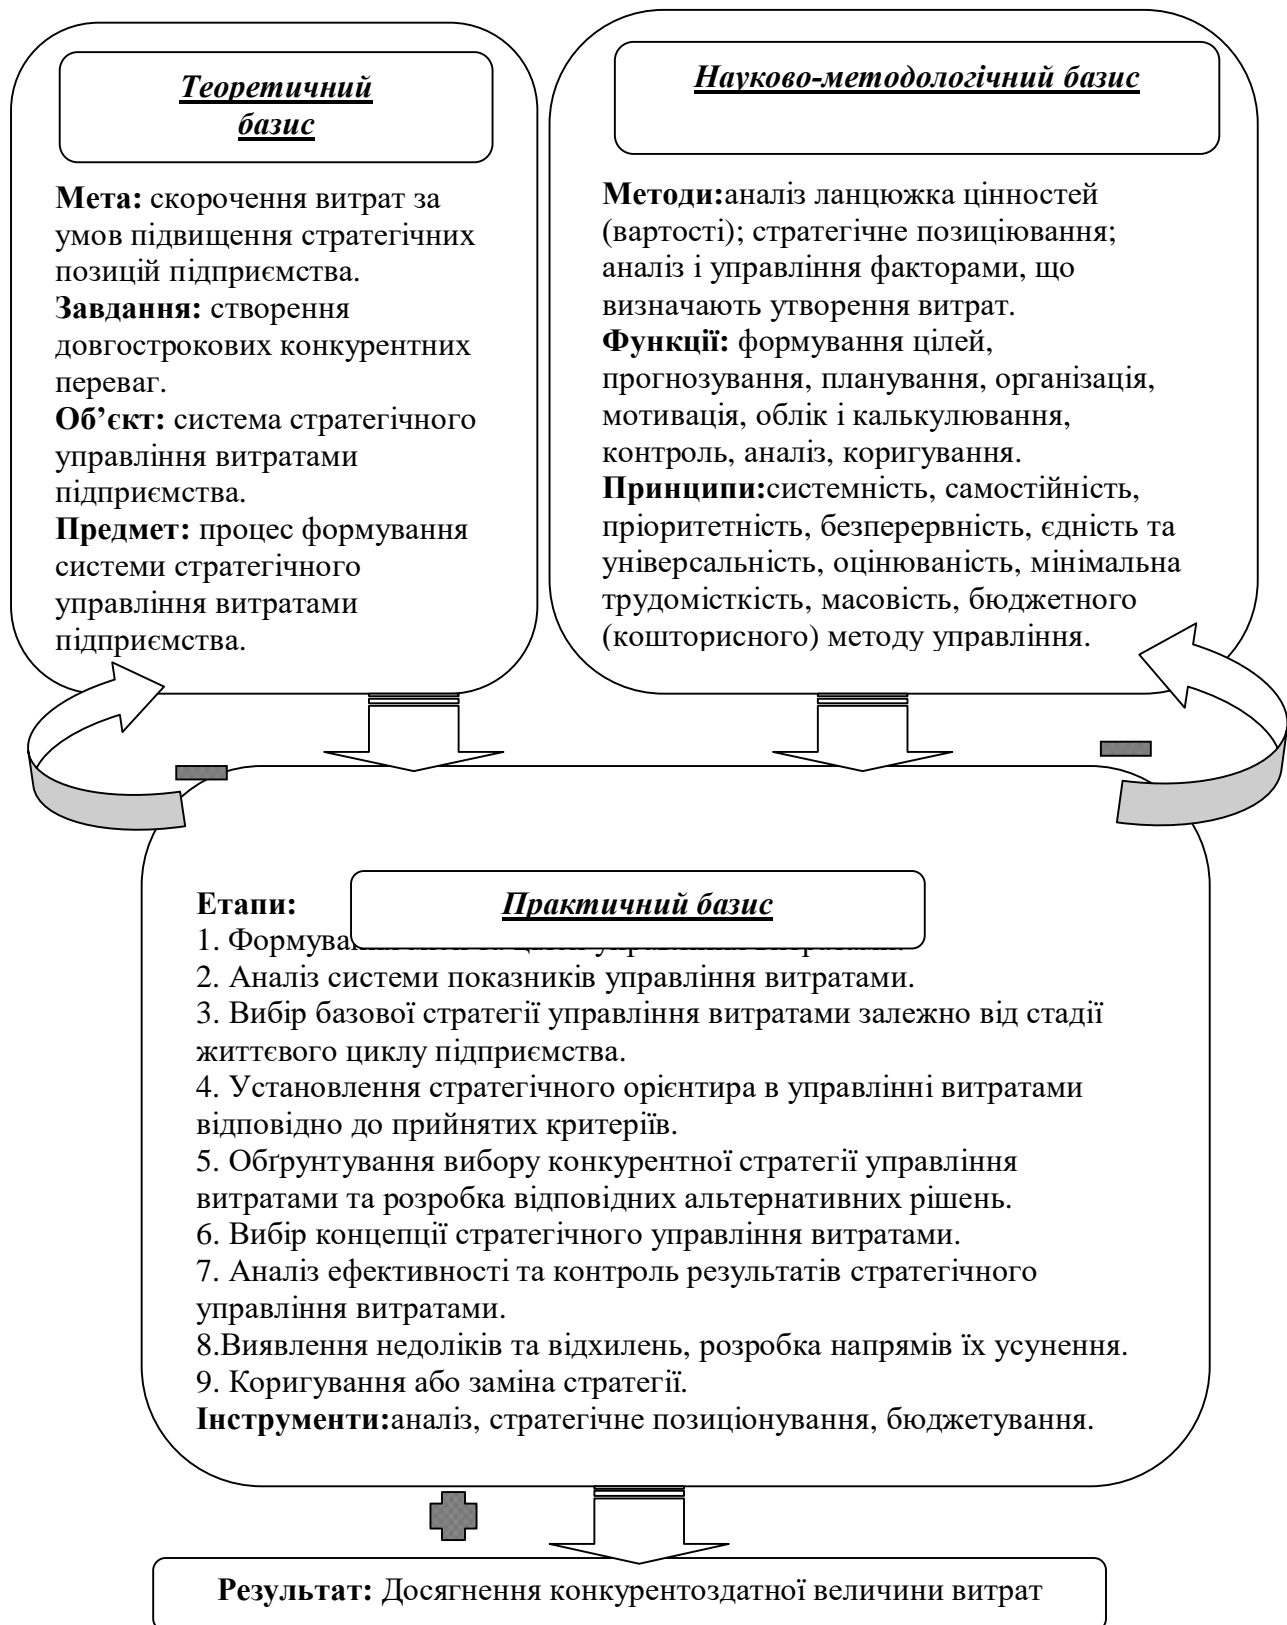 Теоретичний
базис
Мета: скорочення витрат за
умов підвищення стратегічних
позицій підприємства.
Завдання: створення
довгострокових конкурентних
переваг.
Об’єкт: система стратегічного
управління витратами
підприємства.
Предмет: процес формування
системи стратегічного
управління витратами
підприємства.
Науково-методологічний базис
Методи:аналіз ланцюжка цінностей
(вартості); стратегічне позиціювання;
аналіз і управління факторами, що
визначають утворення витрат.
Функції: формування цілей,
прогнозування, планування, організація,
мотивація, облік і калькулювання,
контроль, аналіз, коригування.
Принципи:системність, самостійність,
пріоритетність, безперервність, єдність та
універсальність, оцінюваність, мінімальна
трудомісткість, масовість, бюджетного
(кошторисного) методу управління.
Практичний базис
Етапи:
1.
2. Аналіз системи показників управління витратами.
3. Вибір базової стратегії управління витратами залежно від стадії
життєвого циклу підприємства.
4. Установлення стратегічного орієнтира в управлінні витратами
відповідно до прийнятих критеріїв.
5. Обґрунтування вибору конкурентної стратегії управління
витратами та розробка відповідних альтернативних рішень.
6. Вибір концепції стратегічного управління витратами.
7. Аналіз ефективності та контроль результатів стратегічного
управління витратами.
8.Виявлення недоліків та відхилень, розробка напрямів їх усунення.
9. Коригування або заміна стратегії.
Інструменти:аналіз, стратегічне позиціонування, бюджетування.
Результат: Досягнення конкурентоздатної величини витрат